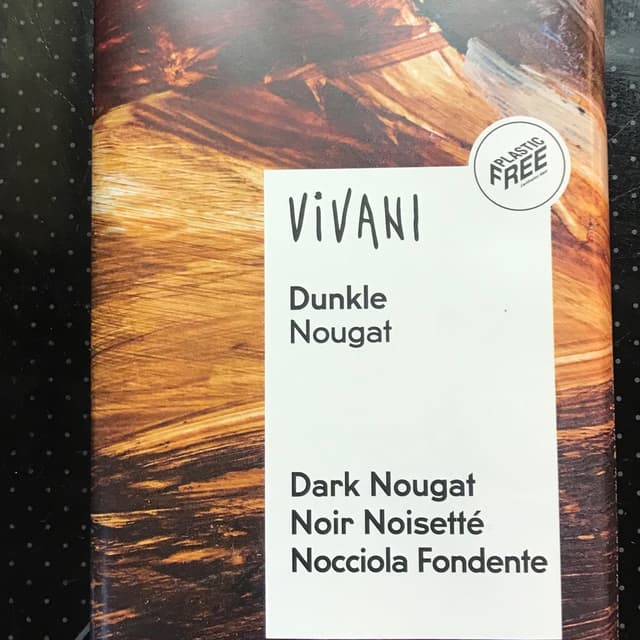 PLASTIC
FREE
ViVANI
Dunkle
Nougat
Dark Nougat
Noir Noisetté
Nocciola Fondente